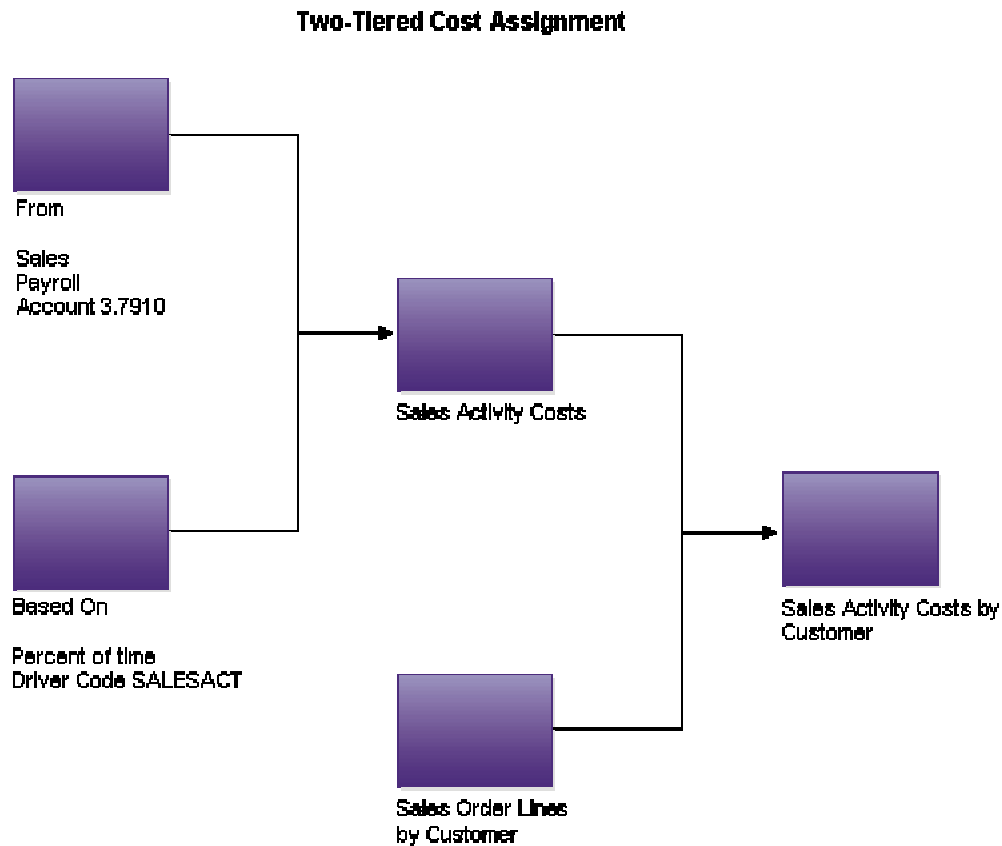 Two-Tiered Cost Assignment
From
Sales
Payroll
Account 3.7910
Sales Activity Costs
Based On
Percent of time
Driver Code SALESACT
Sales Activity Costs by
Customer
Sales Order Lines
by Customer